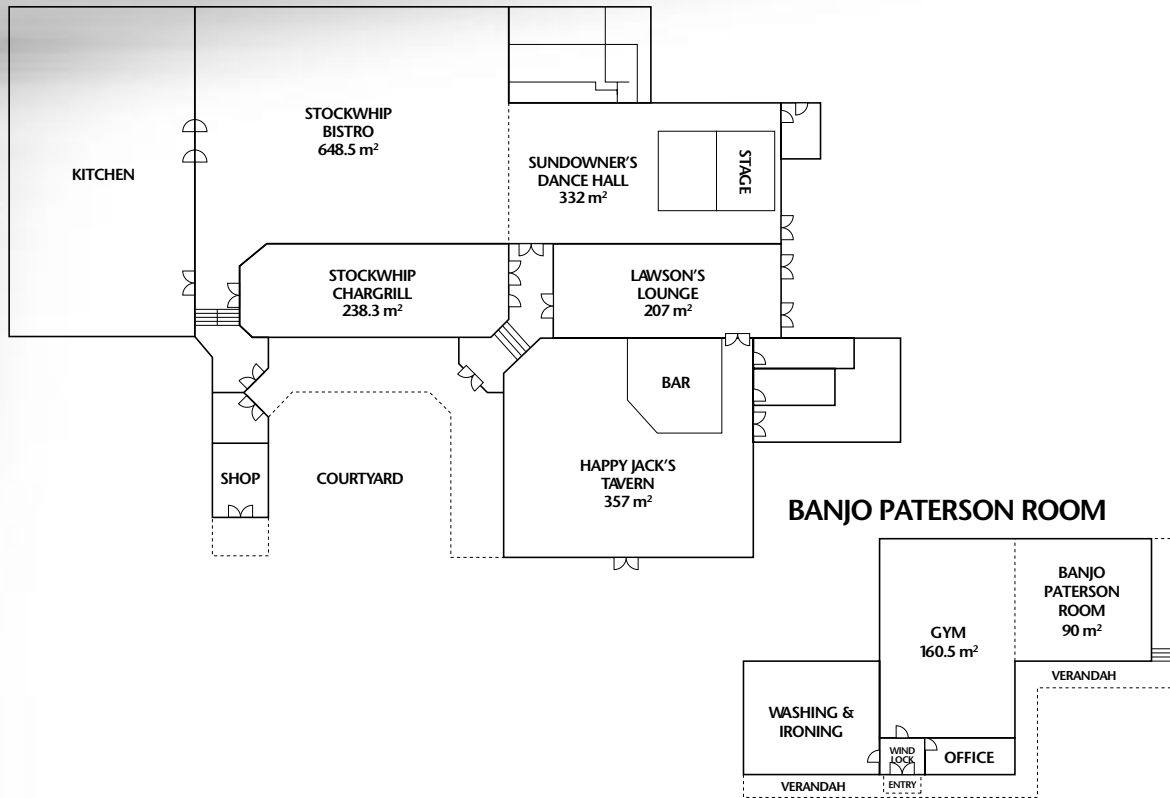 KITCHEN
STOCKWHIP
BISTRO
648.5 m²
SUNDOWNER'S
DANCE HALL
332 m²
STAGE
STOCKWHIP
CHARGRILL
238.3 m²
LAWSON'S
LOUNGE
207 m²
BAR
SHOP
COURTYARD
HAPPY JACK'S
TAVERN
357 m²
BANJO PATERSON ROOM
BANJO
PATERSON
ROOM
90 m²
GYM
160.5 m²
VERANDAH
WASHING &
IRONING
WIND
LOCK
OFFICE
VERANDAH
ENTRY